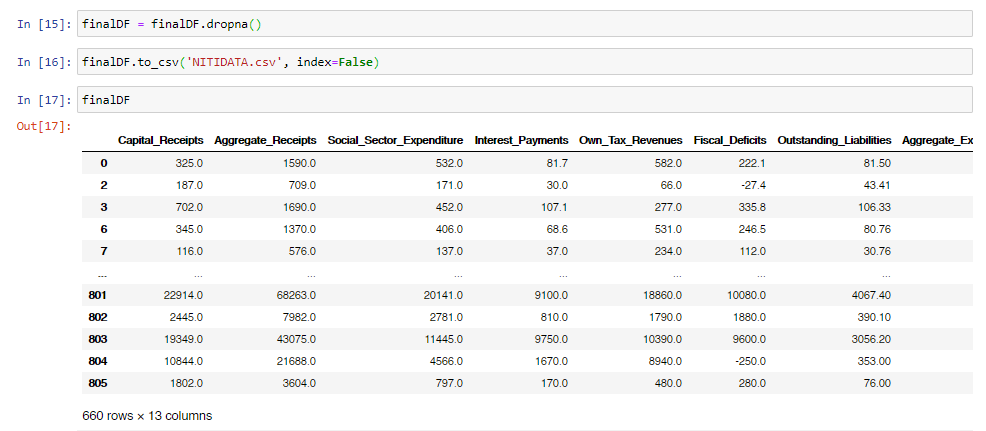 In [15]: finalDF = finalDF.dropna()
In [16]: finalDF.to_csv('NITIDATA.csv', index=False)
In [17]: finalDF
Out[17]:
Capital_Receipts Aggregate_Receipts Social_Sector_Expenditure Interest_Payments Own_Tax_Revenues Fiscal_Deficits Outstanding_Liabilities Aggregate_Ex
0 325.0 1590.0 532.0 81.7 582.0 222.1 81.50
2 187.0 709.0 171.0 30.0 66.0 -27.4 43.41
3 702.0 1690.0 452.0 107.1 277.0 335.8 106.33
6 345.0 1370.0 406.0 68.6 531.0 246.5 80.76
7 116.0 576.0 137.0 37.0 234.0 112.0 30.76
... ... ... ... ... ... ... ...
801 22914.0 68263.0 20141.0 9100.0 18860.0 10080.0 4067.40
802 2445.0 7982.0 2781.0 810.0 1790.0 1880.0 390.10
803 19349.0 43075.0 11445.0 9750.0 10390.0 9600.0 3056.20
804 10844.0 21688.0 4566.0 1670.0 8940.0 -250.0 353.00
805 1802.0 3604.0 797.0 170.0 480.0 280.0 76.00
660 rows × 13 columns